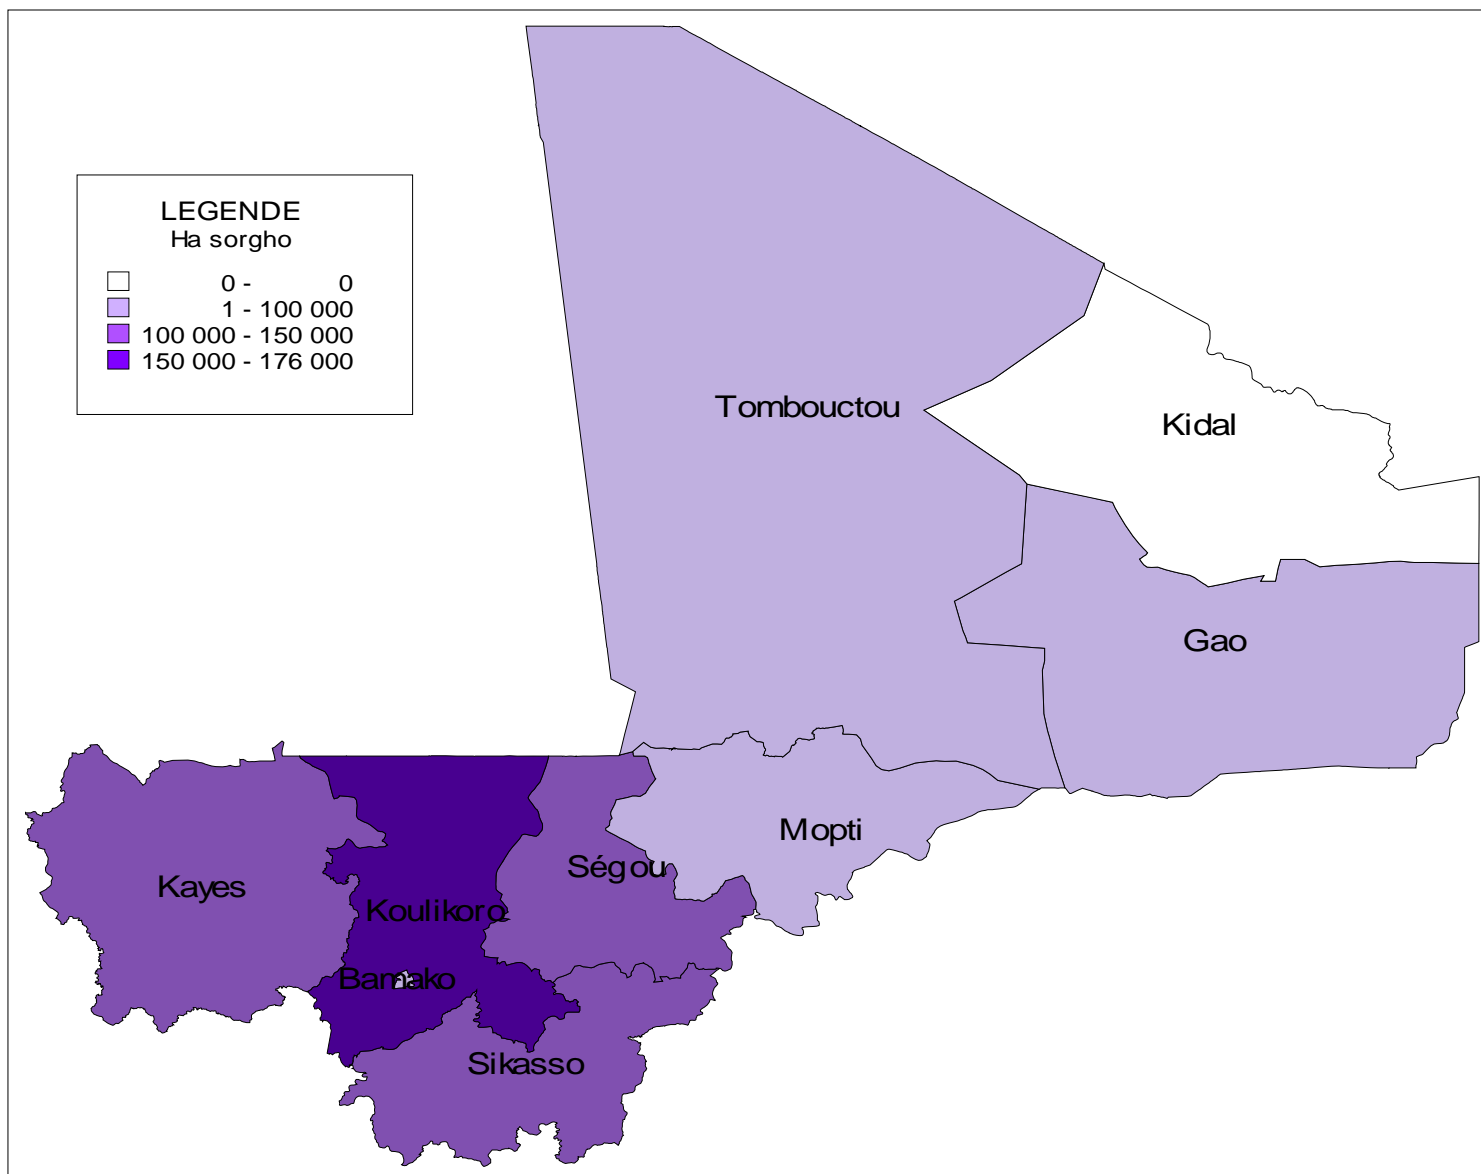 LEGENDE
Ha sorgho
0 - 0
1 - 100 000
100 000 - 150 000
150 000 - 176 000
Tombouctou
Kidal
Gao
Mopti
Ségou
Kayes
Koulikoro
Bamako
Sikasso